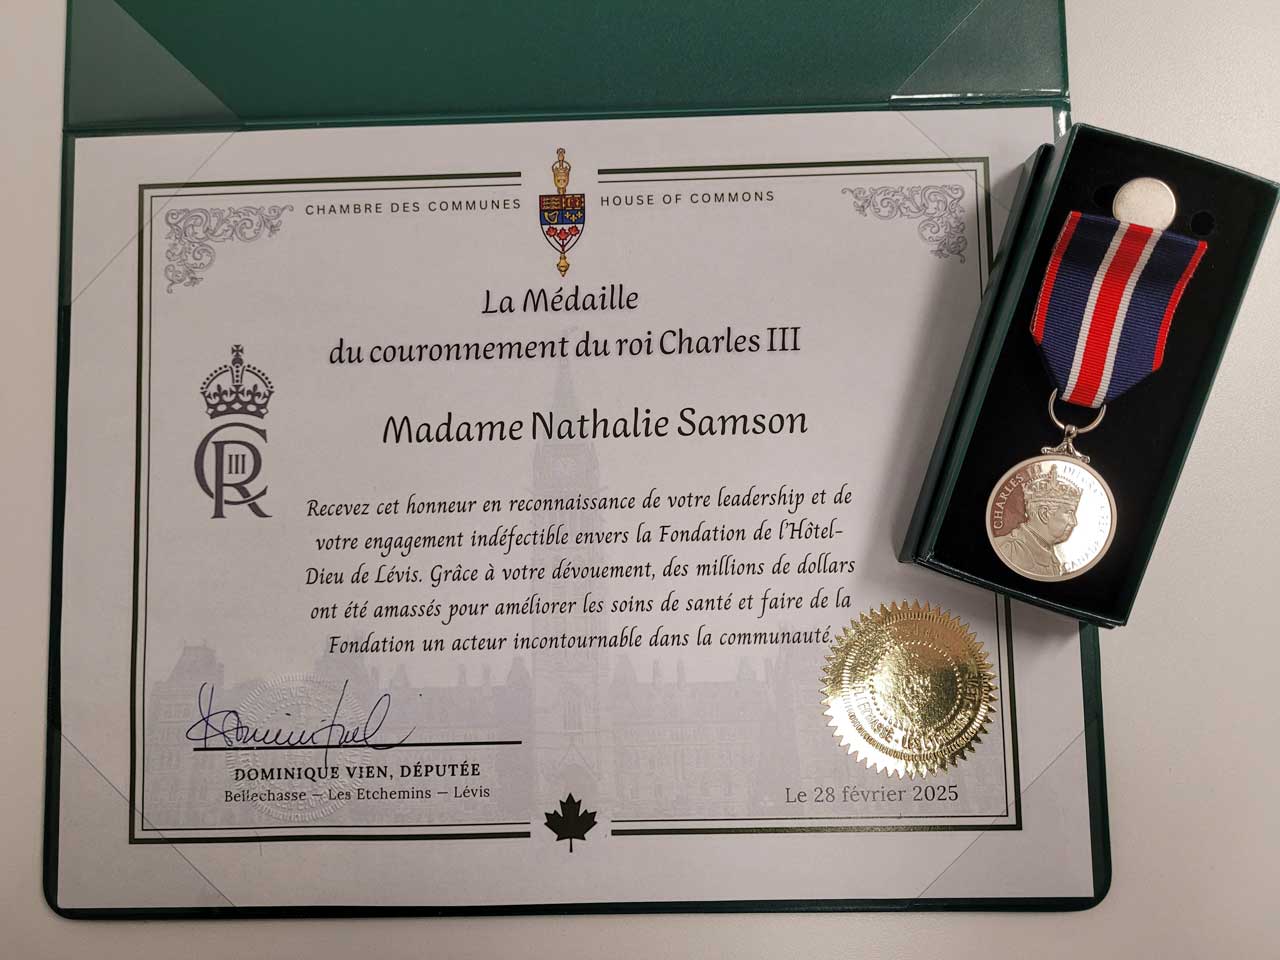 CHAMBRE DES COMMUNES HOUSE OF COMMONS
La Médaille
du couronnement du roi Charles III
Madame Nathalie Samson
III
Recevez cet honneur en reconnaissance de votre leadership et de
votre engagement indéfectible envers la Fondation de l'Hôtel-
Dieu de Lévis. Grâce à votre dévouement, des millions de dollars
ont été amassés pour améliorer les soins de santé et faire de la
Fondation un acteur incontournable dans la communauté.
DOMINIQUE VIEN, DÉPUTÉE
Bellechasse – Les Etchemins – Lévis
Le 28 février 2025
CHARLES III
CANADA